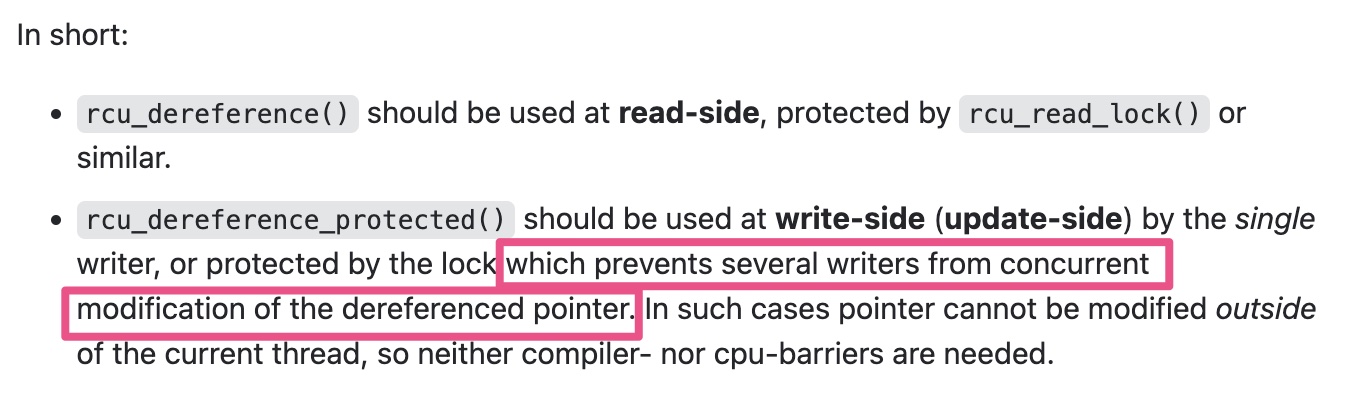 In short:
• rcu_dereference() should be used at read-side, protected by rcu_read_lock() or
similar.
• rcu_dereference_protected() should be used at write-side (update-side) by the single
writer, or protected by the lock which prevents several writers from concurrent
modification of the dereferenced pointer. In such cases pointer cannot be modified outside
of the current thread, so neither compiler- nor cpu-barriers are needed.